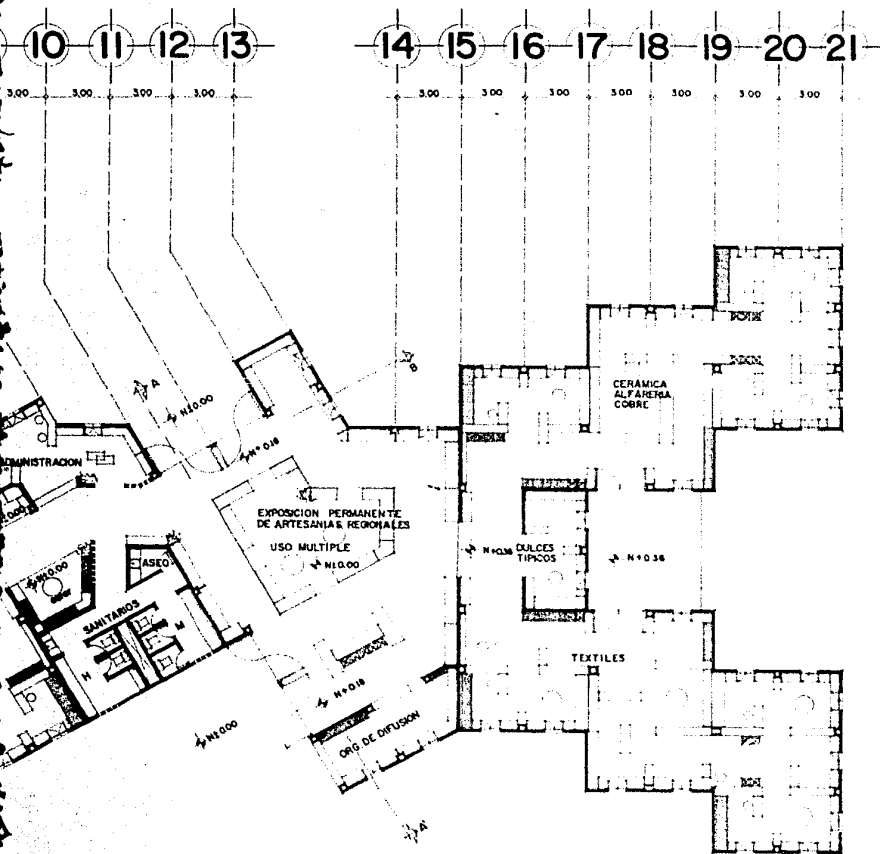 10 11 12 13 14 15 16 17 18 19 20 21
3.00 3.00 3.00 3.00 3.00 3.00 3.00 3.00 3.00 3.00 3.00
B
A
N±0.00
CERAMICA
ALFARERIA
COBRE
N+0.18
ADMINISTRACION
EXPOSICION PERMANENTE
DE ARTESANIAS REGIONALES
USO MULTIPLE
N±0.00
N+0.36
DULCES
TIPICOS
N+0.36
ASEO
N±0.00
SANITARIOS
M
H
TEXTILES
N+0.18
N±0.00
ORG. DE DIFUSION
A'